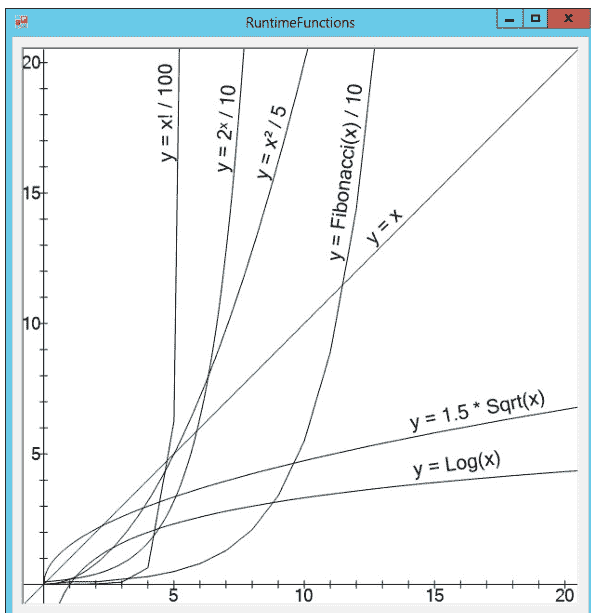 RuntimeFunctions
20
15
10
5
y = x! / 100
y = 2ˣ / 10
y = x² / 5
y = Fibonacci(x) / 10
y = x
y = 1.5 * Sqrt(x)
y = Log(x)
5 10 15 20